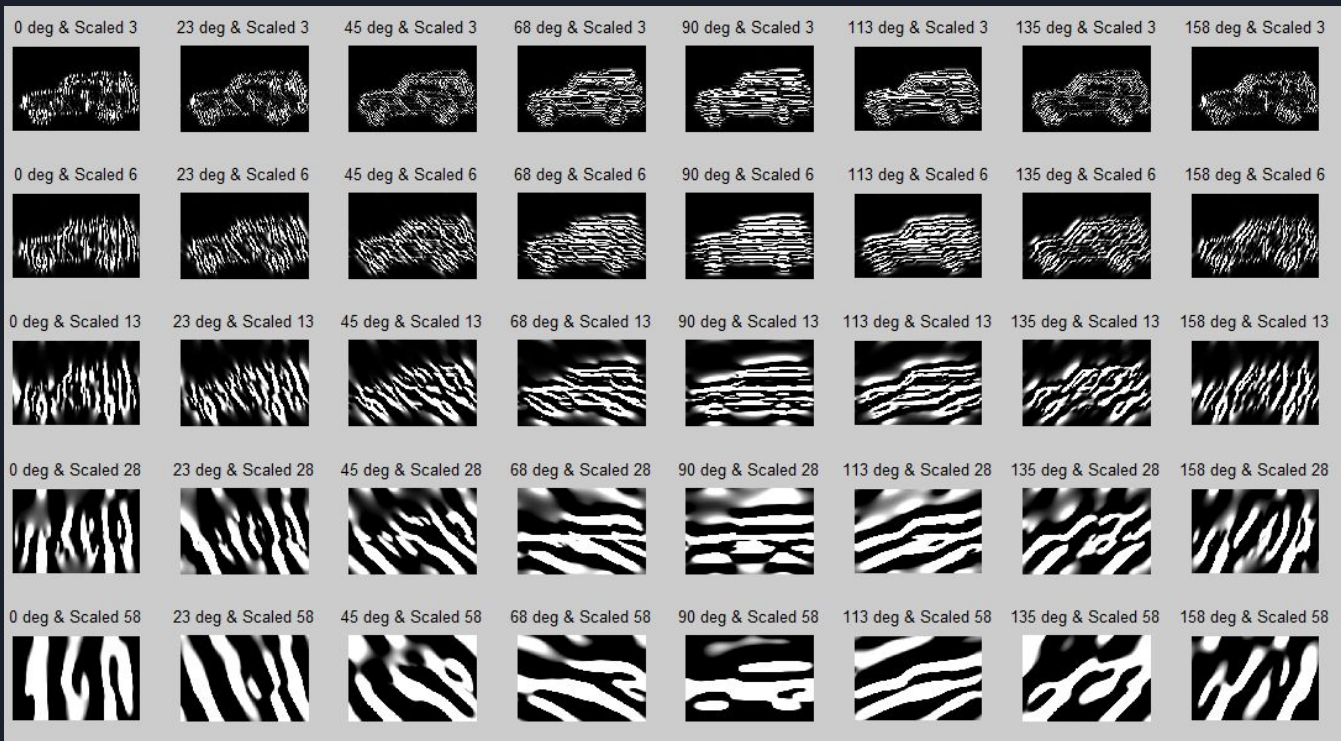 0 deg & Scaled 3 23 deg & Scaled 3 45 deg & Scaled 3 68 deg & Scaled 3 90 deg & Scaled 3 113 deg & Scaled 3 135 deg & Scaled 3 158 deg & Scaled 3
0 deg & Scaled 6 23 deg & Scaled 6 45 deg & Scaled 6 68 deg & Scaled 6 90 deg & Scaled 6 113 deg & Scaled 6 135 deg & Scaled 6 158 deg & Scaled 6
0 deg & Scaled 13 23 deg & Scaled 13 45 deg & Scaled 13 68 deg & Scaled 13 90 deg & Scaled 13 113 deg & Scaled 13 135 deg & Scaled 13 158 deg & Scaled 13
0 deg & Scaled 28 23 deg & Scaled 28 45 deg & Scaled 28 68 deg & Scaled 28 90 deg & Scaled 28 113 deg & Scaled 28 135 deg & Scaled 28 158 deg & Scaled 28
0 deg & Scaled 58 23 deg & Scaled 58 45 deg & Scaled 58 68 deg & Scaled 58 90 deg & Scaled 58 113 deg & Scaled 58 135 deg & Scaled 58 158 deg & Scaled 58